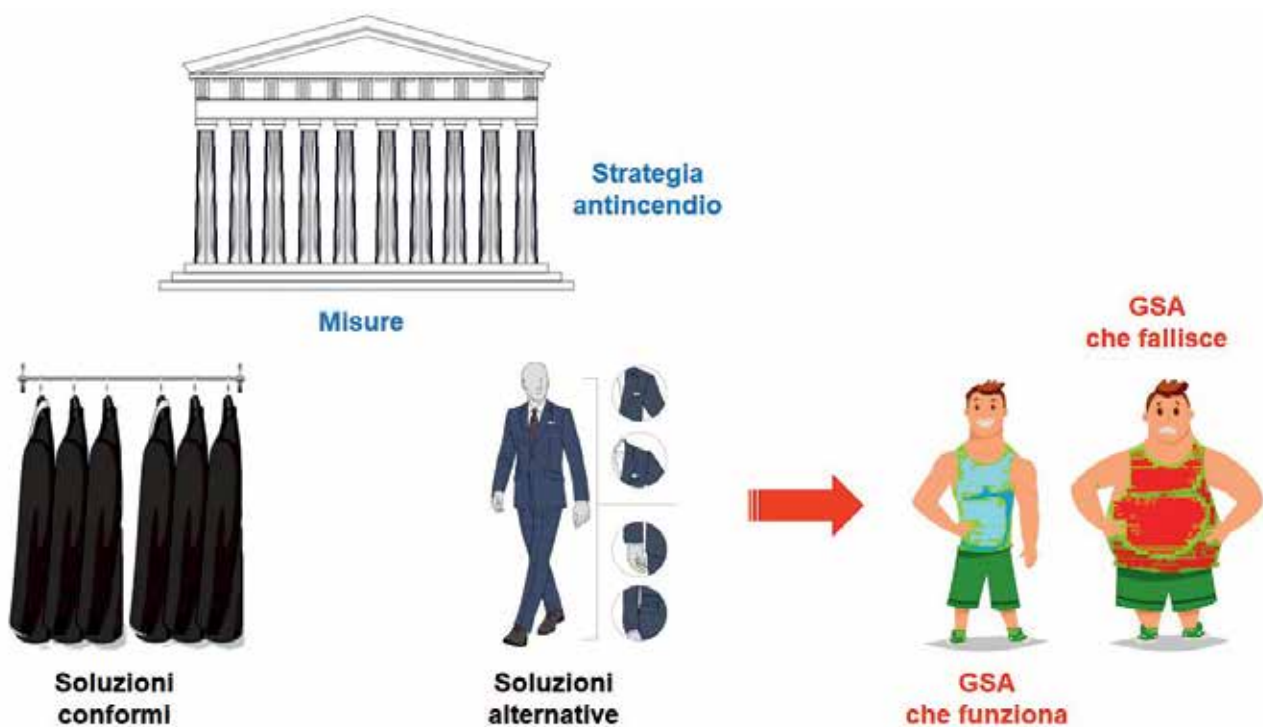 Strategia
antincendio
Misure
GSA
che fallisce
Soluzioni
conformi
Soluzioni
alternative
GSA
che funziona